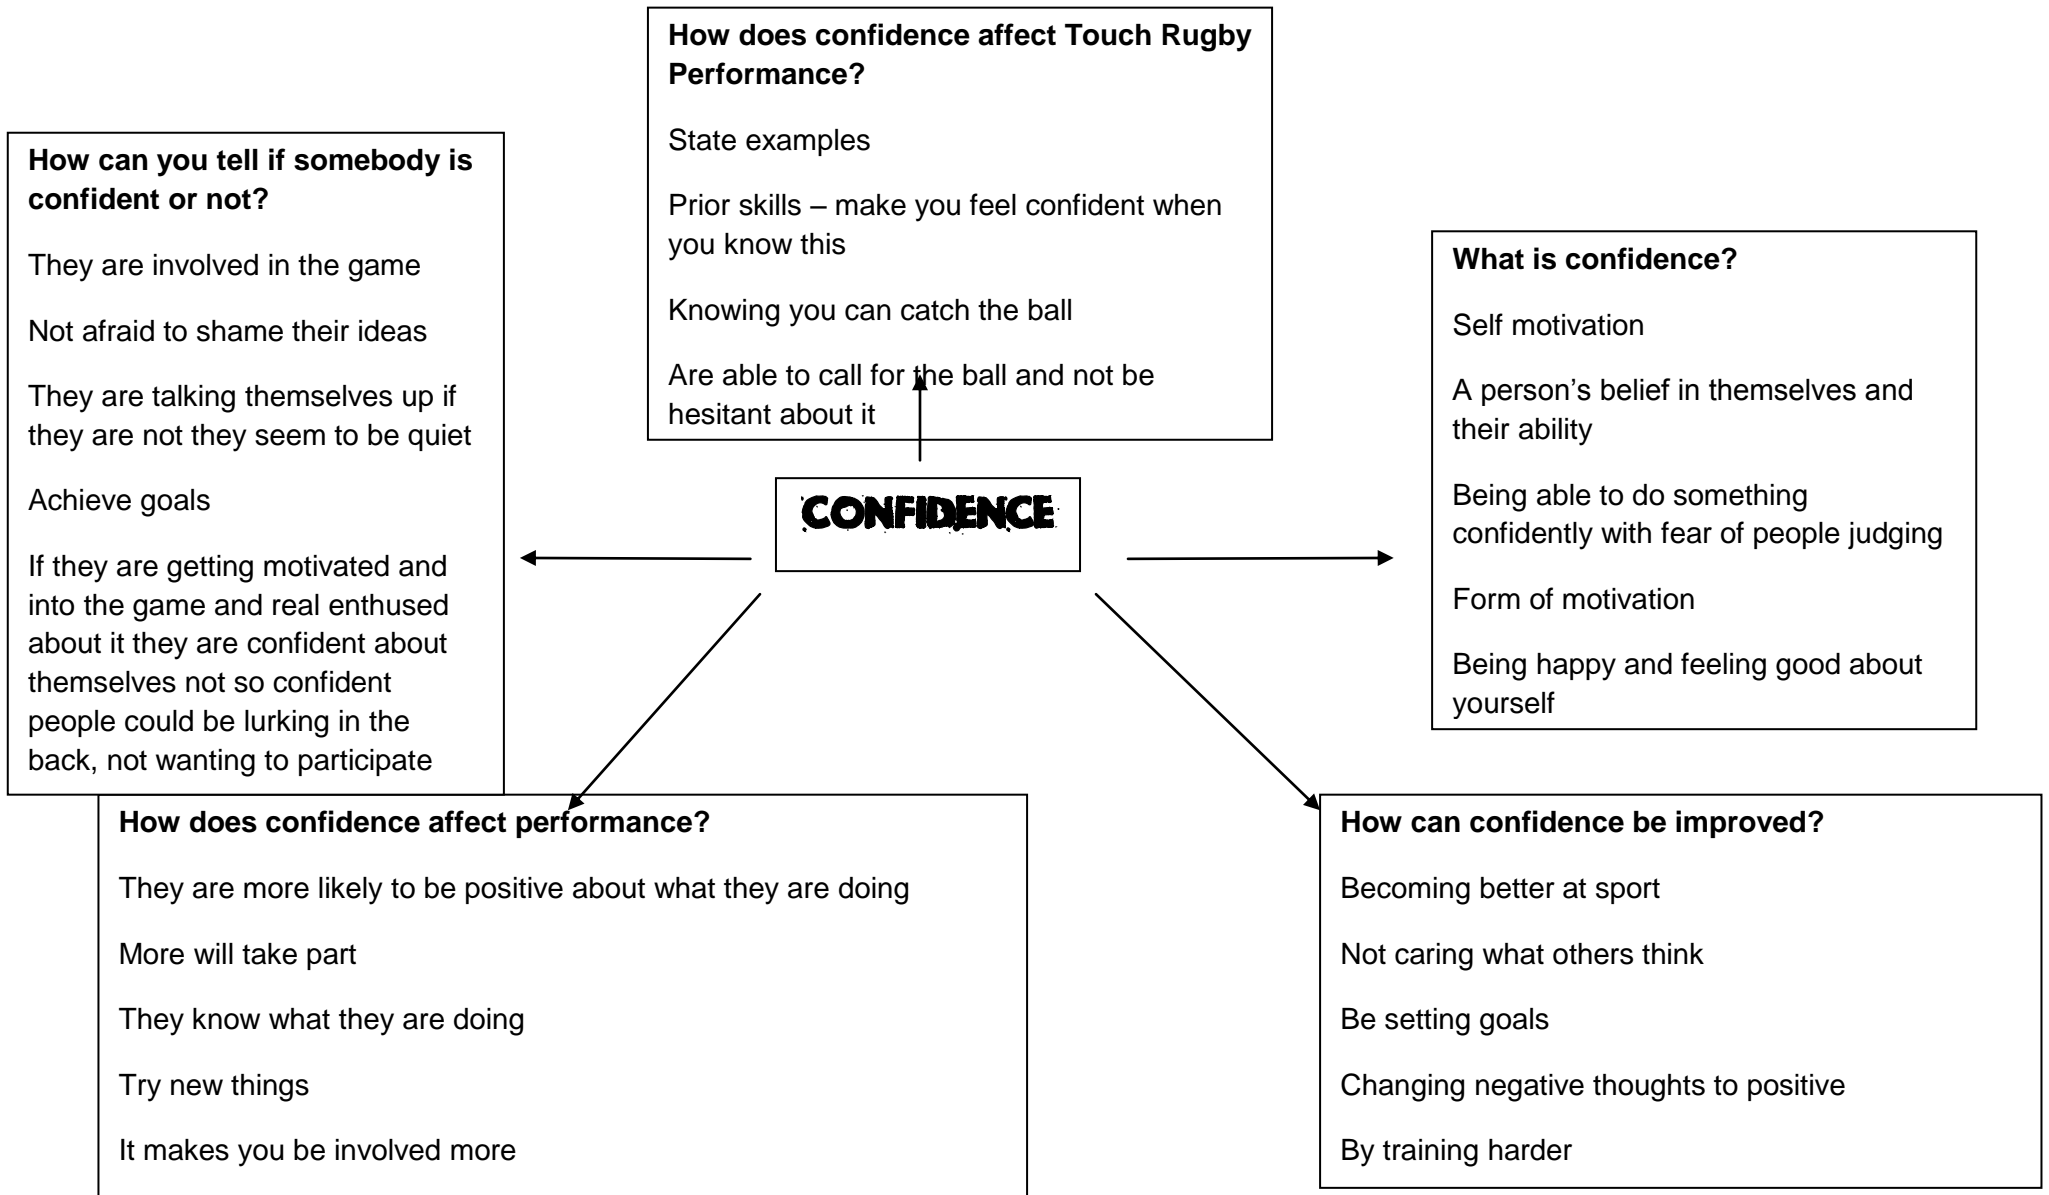 How does confidence affect Touch Rugby
Performance?
State examples
Prior skills – make you feel confident when
you know this
Knowing you can catch the ball
Are able to call for the ball and not be
hesitant about it
How can you tell if somebody is
confident or not?
They are involved in the game
Not afraid to shame their ideas
They are talking themselves up if
they are not they seem to be quiet
Achieve goals
If they are getting motivated and
into the game and real enthused
about it they are confident about
themselves not so confident
people could be lurking in the
back, not wanting to participate
What is confidence?
Self motivation
A person’s belief in themselves and
their ability
Being able to do something
confidently with fear of people judging
Form of motivation
Being happy and feeling good about
yourself
CONFIDENCE
How does confidence affect performance?
They are more likely to be positive about what they are doing
More will take part
They know what they are doing
Try new things
It makes you be involved more
How can confidence be improved?
Becoming better at sport
Not caring what others think
Be setting goals
Changing negative thoughts to positive
By training harder